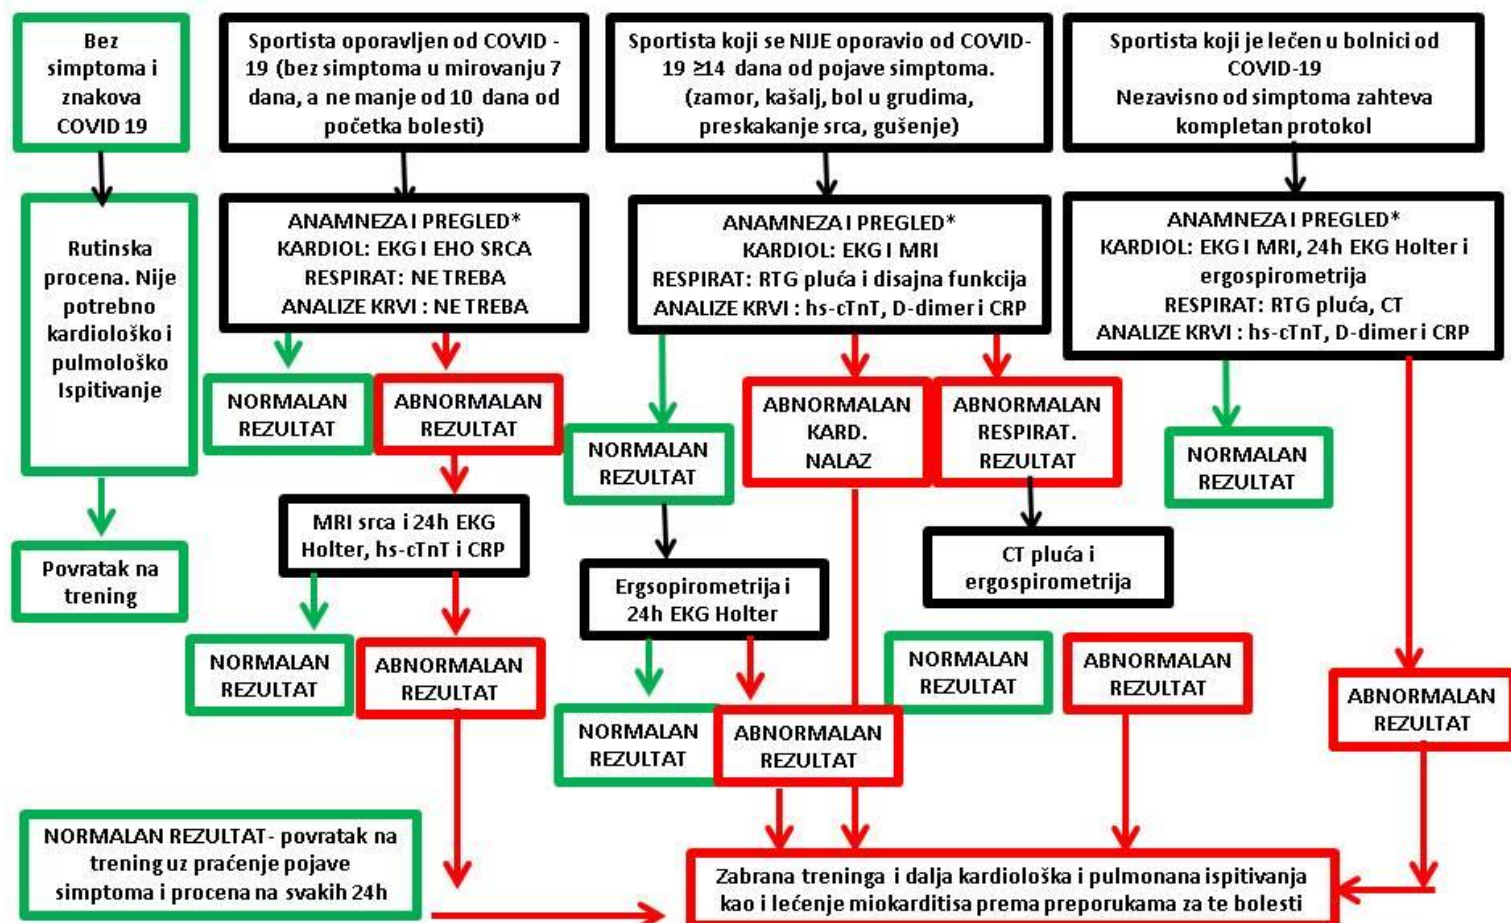 Bez
simptoma i
znakova
COVID 19
Sportista oporavljen od COVID -
19 (bez simptoma u mirovanju 7
dana, a ne manje od 10 dana od
početka bolesti)
Sportista koji se NIJE oporavio od COVID-
19 ≥14 dana od pojave simptoma.
(zamor, kašalj, bol u grudima,
preskakanje srca, gušenje)
Sportista koji je lečen u bolnici od
COVID-19
Nezavisno od simptoma zahteva
kompletan protokol
Rutinska
procena. Nije
potrebno
kardiološko i
pulmološko
Ispitivanje
ANAMNEZA I PREGLED*
KARDIOL: EKG I EHO SRCA
RESPIRAT: NE TREBA
ANALIZE KRVI : NE TREBA
ANAMNEZA I PREGLED*
KARDIOL: EKG I MRI
RESPIRAT: RTG pluća i disajna funkcija
ANALIZE KRVI : hs-cTnT, D-dimer i CRP
ANAMNEZA I PREGLED*
KARDIOL: EKG I MRI, 24h EKG Holter i
ergospirometrija
RESPIRAT: RTG pluća, CT
ANALIZE KRVI : hs-cTnT, D-dimer i CRP
NORMALAN
REZULTAT
ABNORMALAN
REZULTAT
NORMALAN
REZULTAT
ABNORMALAN
KARD.
NALAZ
ABNORMALAN
RESPIRAT.
REZULTAT
NORMALAN
REZULTAT
Povratak na
trening
MRI srca i 24h EKG
Holter, hs-cTnT i CRP
Ergsopirometrija i
24h EKG Holter
CT pluća i
ergospirometrija
NORMALAN
REZULTAT
ABNORMALAN
REZULTAT
NORMALAN
REZULTAT
ABNORMALAN
REZULTAT
NORMALAN
REZULTAT
ABNORMALAN
REZULTAT
ABNORMALAN
REZULTAT
NORMALAN REZULTAT- povratak na
trening uz praćenje pojave
simptoma i procena na svakih 24h
Zabrana treninga i dalja kardiološka i pulmonana ispitivanja
kao i lečenje miokarditisa prema preporukama za te bolesti